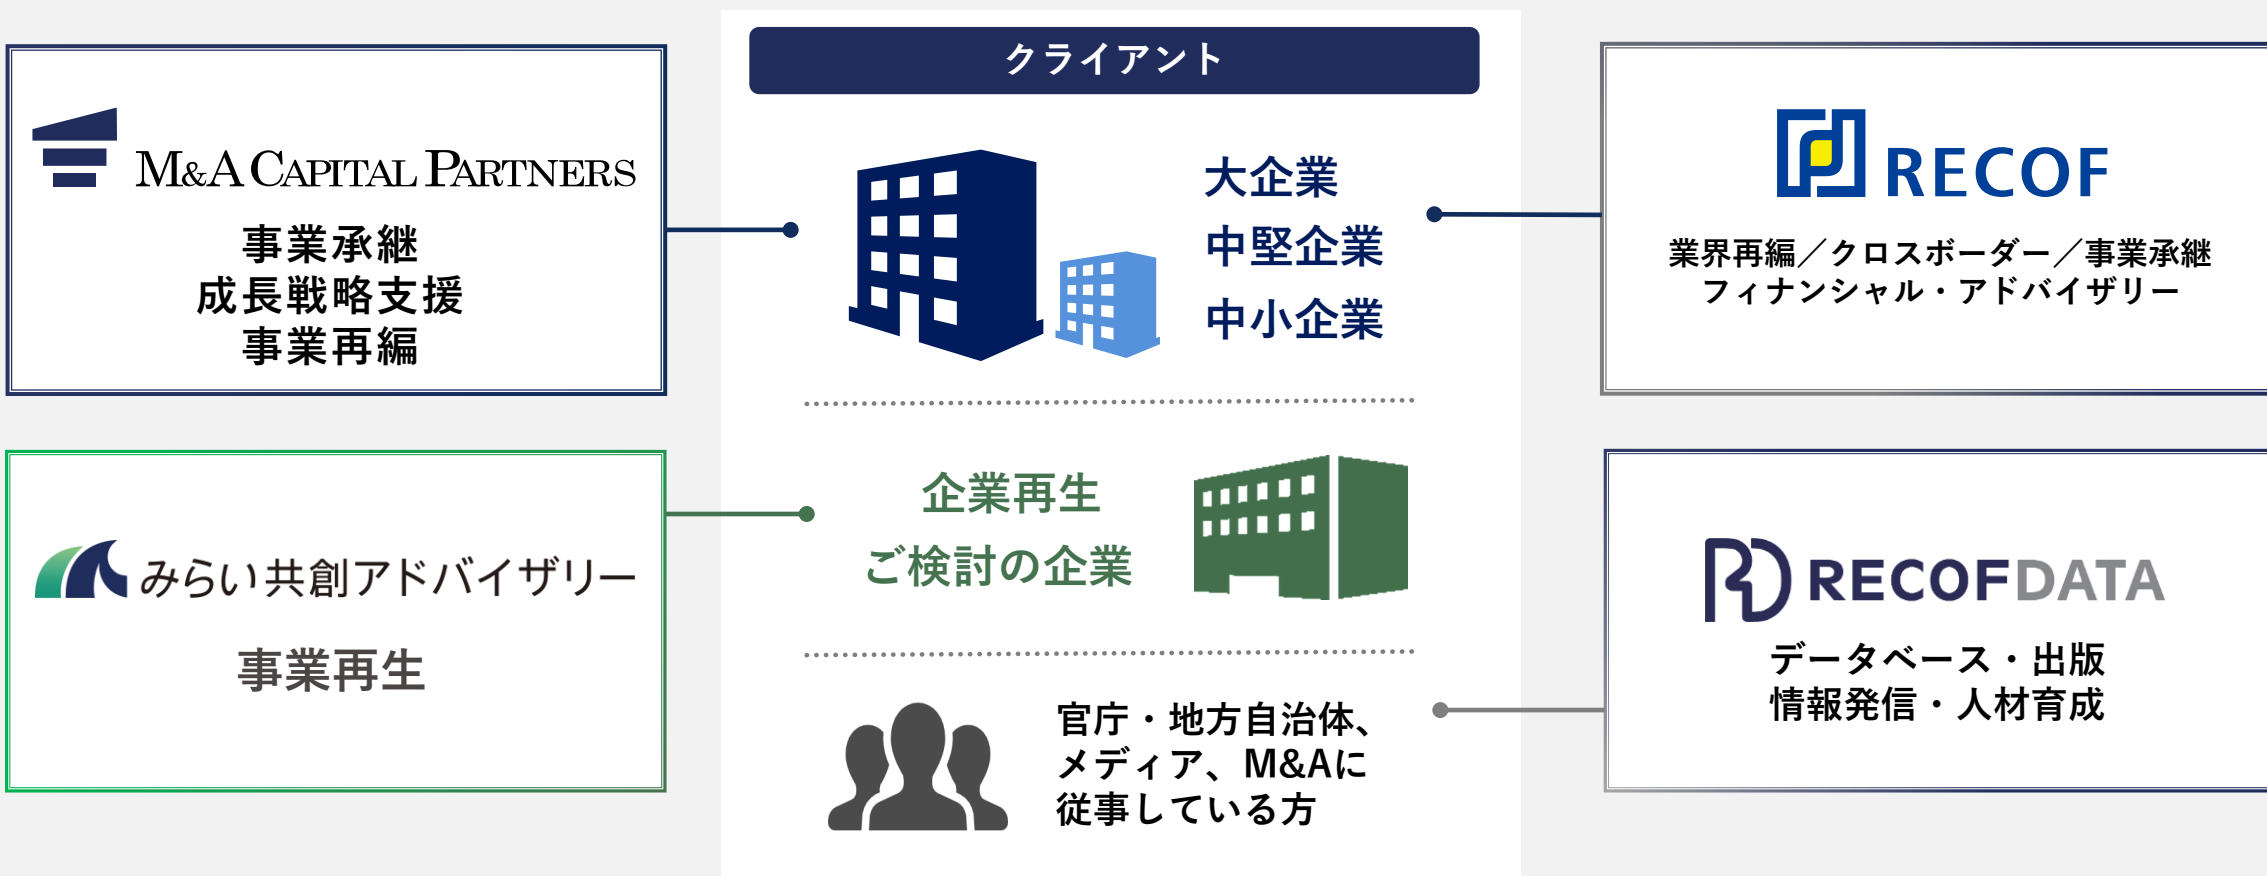 M&A CAPITAL PARTNERS
事業承継
成長戦略支援
事業再編
みらい共創アドバイザリー
事業再生
クライアント
大企業
中堅企業
中小企業
企業再生
ご検討の企業
官庁・地方自治体、
メディア、M&Aに
従事している方
RECOF
業界再編／クロスボーダー／事業承継
フィナンシャル・アドバイザリー
RECOFDATA
データベース・出版
情報発信・人材育成